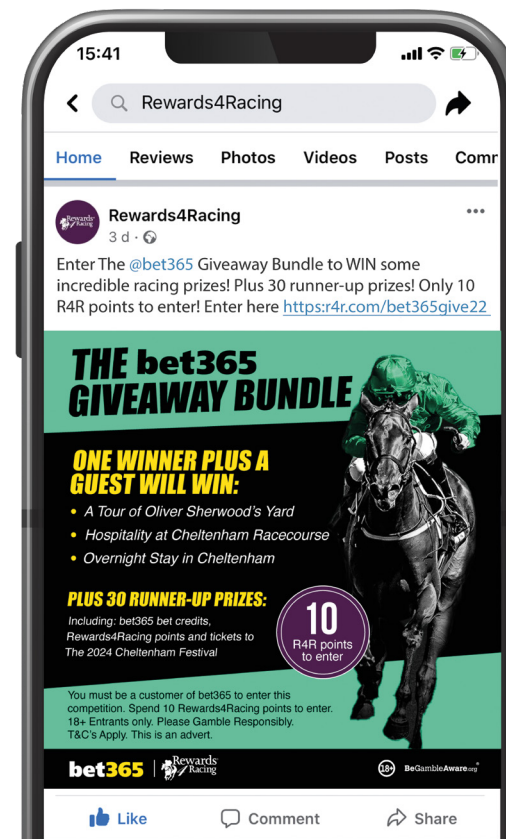 15:41
Rewards4Racing
Home Reviews Photos Videos Posts Comr
Rewards4Racing
3 d ·
Enter The @bet365 Giveaway Bundle to WIN some
incredible racing prizes! Plus 30 runner-up prizes! Only 10
R4R points to enter! Enter here https:r4r.com/bet365give22
THE bet365
GIVEAWAY BUNDLE
ONE WINNER PLUS A
GUEST WILL WIN:
• A Tour of Oliver Sherwood's Yard
• Hospitality at Cheltenham Racecourse
• Overnight Stay in Cheltenham
PLUS 30 RUNNER-UP PRIZES:
Including: bet365 bet credits,
Rewards4Racing points and tickets to
The 2024 Cheltenham Festival
10
R4R points
to enter
You must be a customer of bet365 to enter this
competition. Spend 10 Rewards4Racing points to enter.
18+ Entrants only. Please Gamble Responsibly.
T&C's Apply. This is an advert.
bet365 | Rewards4Racing
18+ BeGambleAware.org
Like Comment Share